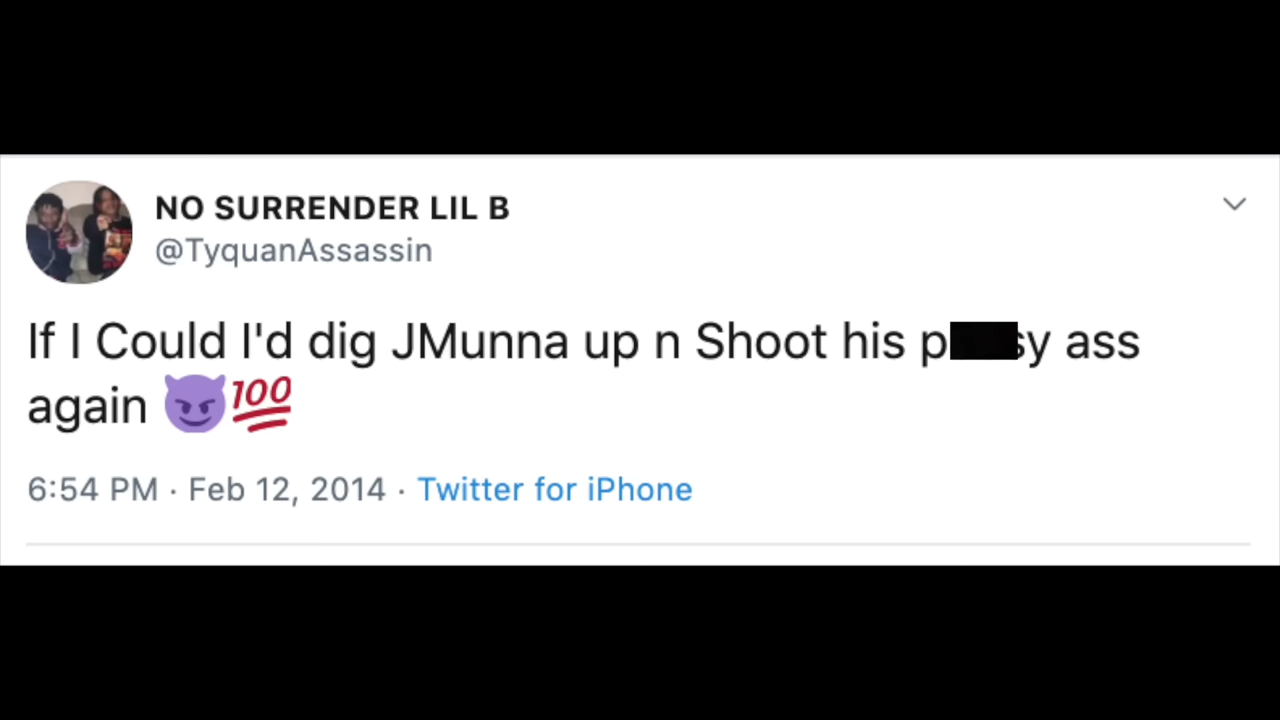 NO SURRENDER LIL B
@TyquanAssassin
If I Could I'd dig JMunna up n Shoot his p sy ass
again 😈💯
6:54 PM · Feb 12, 2014 · Twitter for iPhone